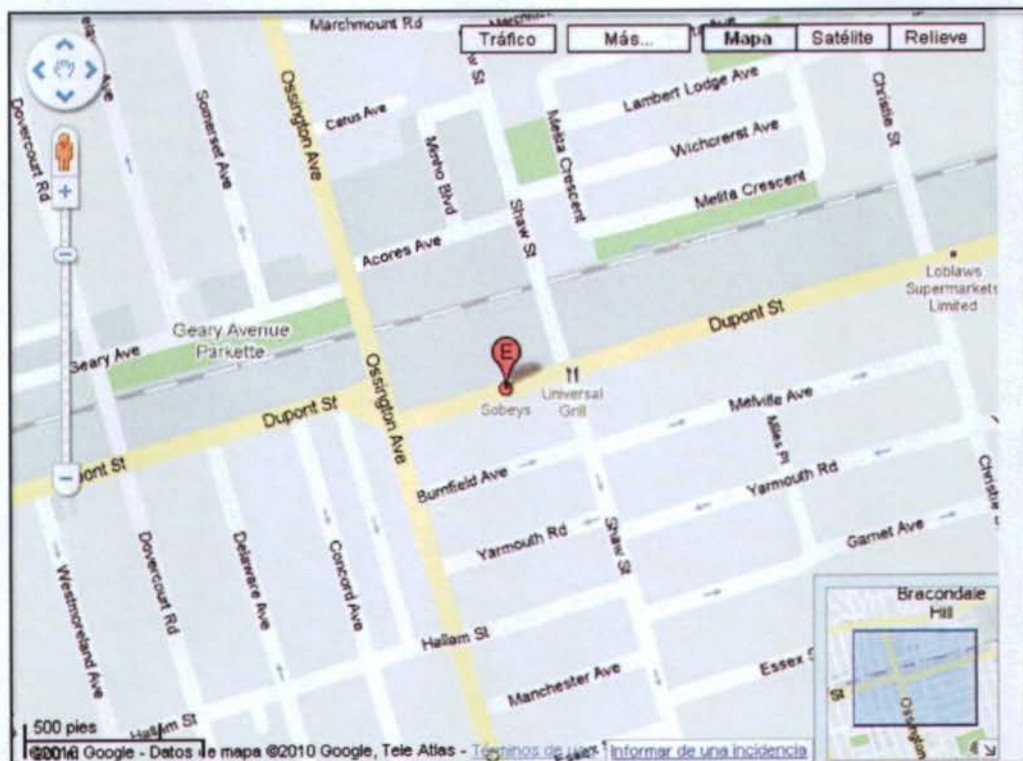 Marchmount Rd
Tráfico
Más...
Mapa
Satélite
Relieve
Dovercourt Rd
Somerset Ave
Ossington Ave
Carus Ave
Minho Blvd
Shaw St
Melita Crescent
Lambert Lodge Ave
Wichcrerst Ave
Melita Crescent
Christie St
Acores Ave
Loblaws
Supermarkets
Limited
Geary Avenue
Parkette
Geary Ave
Dupont St
E
Sobeys
Universal
Grill
Dupont St
Ossington Ave
Melville Ave
Burnfield Ave
Miles Pl
Yarmouth Rd
Yarmouth Rd
Shaw St
Garnet Ave
Westmoreland Ave
Dovercourt Rd
Delaware Ave
Concord Ave
Hallam St
Manchester Ave
Hallam St
Bracondale
Hill
St
Ossington
500 pies
©2010 Google - Datos de mapa ©2010 Google, Tele Atlas - Términos de uso
Informar de una incidencia